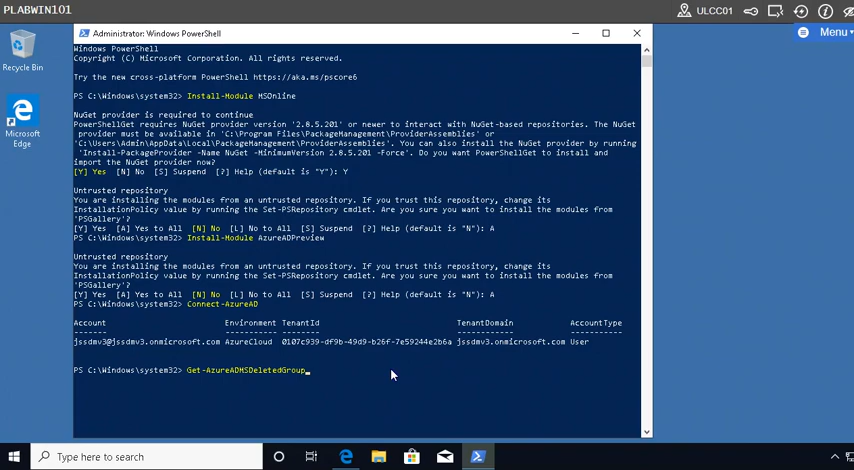 PLABWIN101
ULCC01
Menu
Recycle Bin
Microsoft
Edge
Administrator: Windows PowerShell
Windows PowerShell
Copyright (C) Microsoft Corporation. All rights reserved.
Try the new cross-platform PowerShell https://aka.ms/pscore6
PS C:\Windows\system32> Install-Module MSOnline
NuGet provider is required to continue
PowerShellGet requires NuGet provider version '2.8.5.201' or newer to interact with NuGet-based repositories. The NuGet
provider must be available in 'C:\Program Files\PackageManagement\ProviderAssemblies' or
'C:\Users\Admin\AppData\Local\PackageManagement\ProviderAssemblies'. You can also install the NuGet provider by running
'Install-PackageProvider -Name NuGet -MinimumVersion 2.8.5.201 -Force'. Do you want PowerShellGet to install and
import the NuGet provider now?
[Y] Yes [N] No [S] Suspend [?] Help (default is "Y"): Y
Untrusted repository
You are installing the modules from an untrusted repository. If you trust this repository, change its
InstallationPolicy value by running the Set-PSRepository cmdlet. Are you sure you want to install the modules from
'PSGallery'?
[Y] Yes [A] Yes to All [N] No [L] No to All [S] Suspend [?] Help (default is "N"): A
PS C:\Windows\system32> Install-Module AzureADPreview
Untrusted repository
You are installing the modules from an untrusted repository. If you trust this repository, change its
InstallationPolicy value by running the Set-PSRepository cmdlet. Are you sure you want to install the modules from
'PSGallery'?
[Y] Yes [A] Yes to All [N] No [L] No to All [S] Suspend [?] Help (default is "N"): A
PS C:\Windows\system32> Connect-AzureAD
Account Environment TenantId TenantDomain AccountType
------- ----------- -------- ------------ -----------
jssdmv3@jssdmv3.onmicrosoft.com AzureCloud 0107c939-df9b-49d9-b26f-7e59244e2b6a jssdmv3.onmicrosoft.com User
PS C:\Windows\system32> Get-AzureADMSDeletedGroup
Type here to search